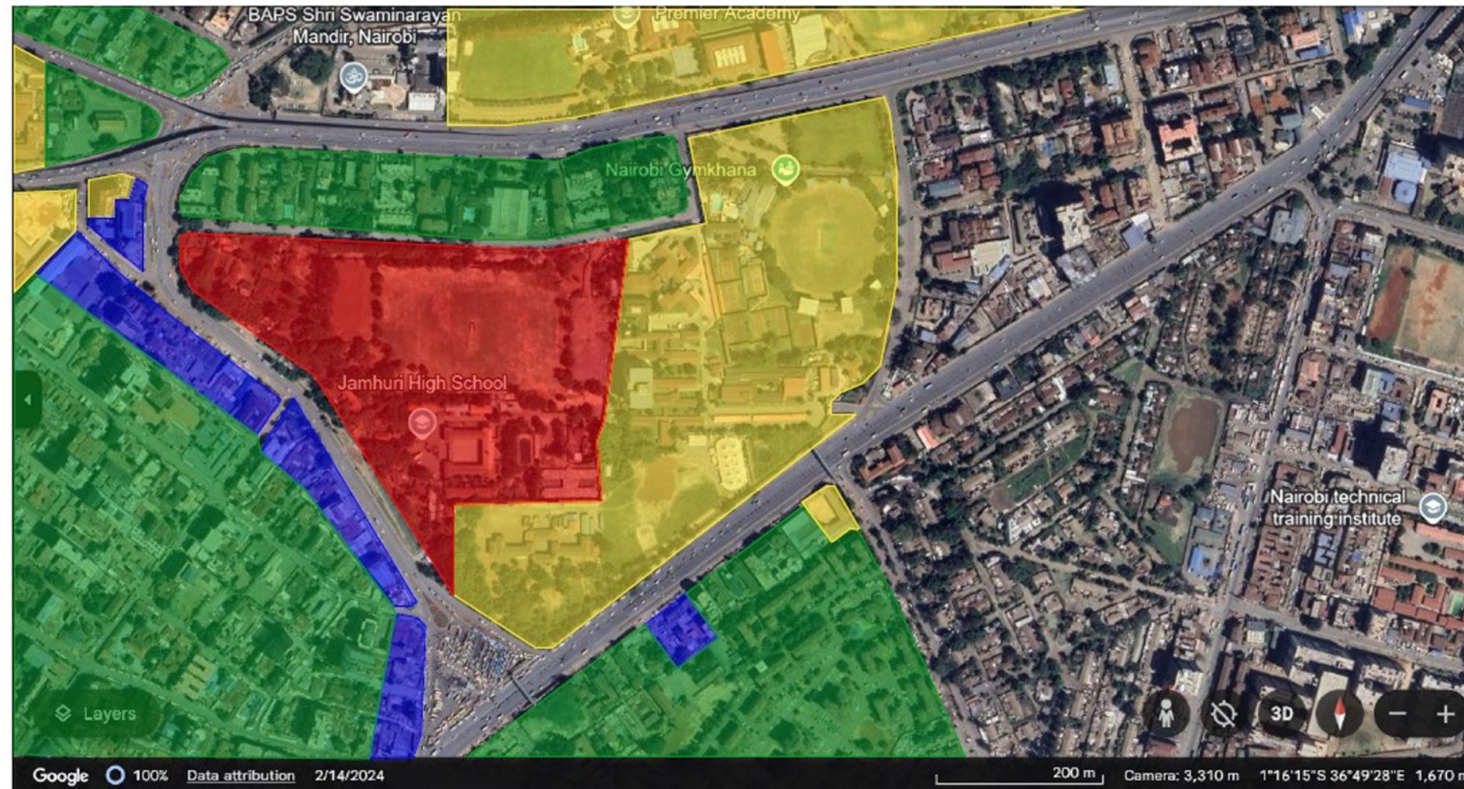 BAPS Shri Swaminarayan
Mandir, Nairobi
Premier Academy
Nairobi Gymkhana
Jamhuri High School
Nairobi technical
training institute
Layers
3D
Google 100% Data attribution 2/14/2024 200 m Camera: 3,310 m 1°16'15"S 36°49'28"E 1,670 m